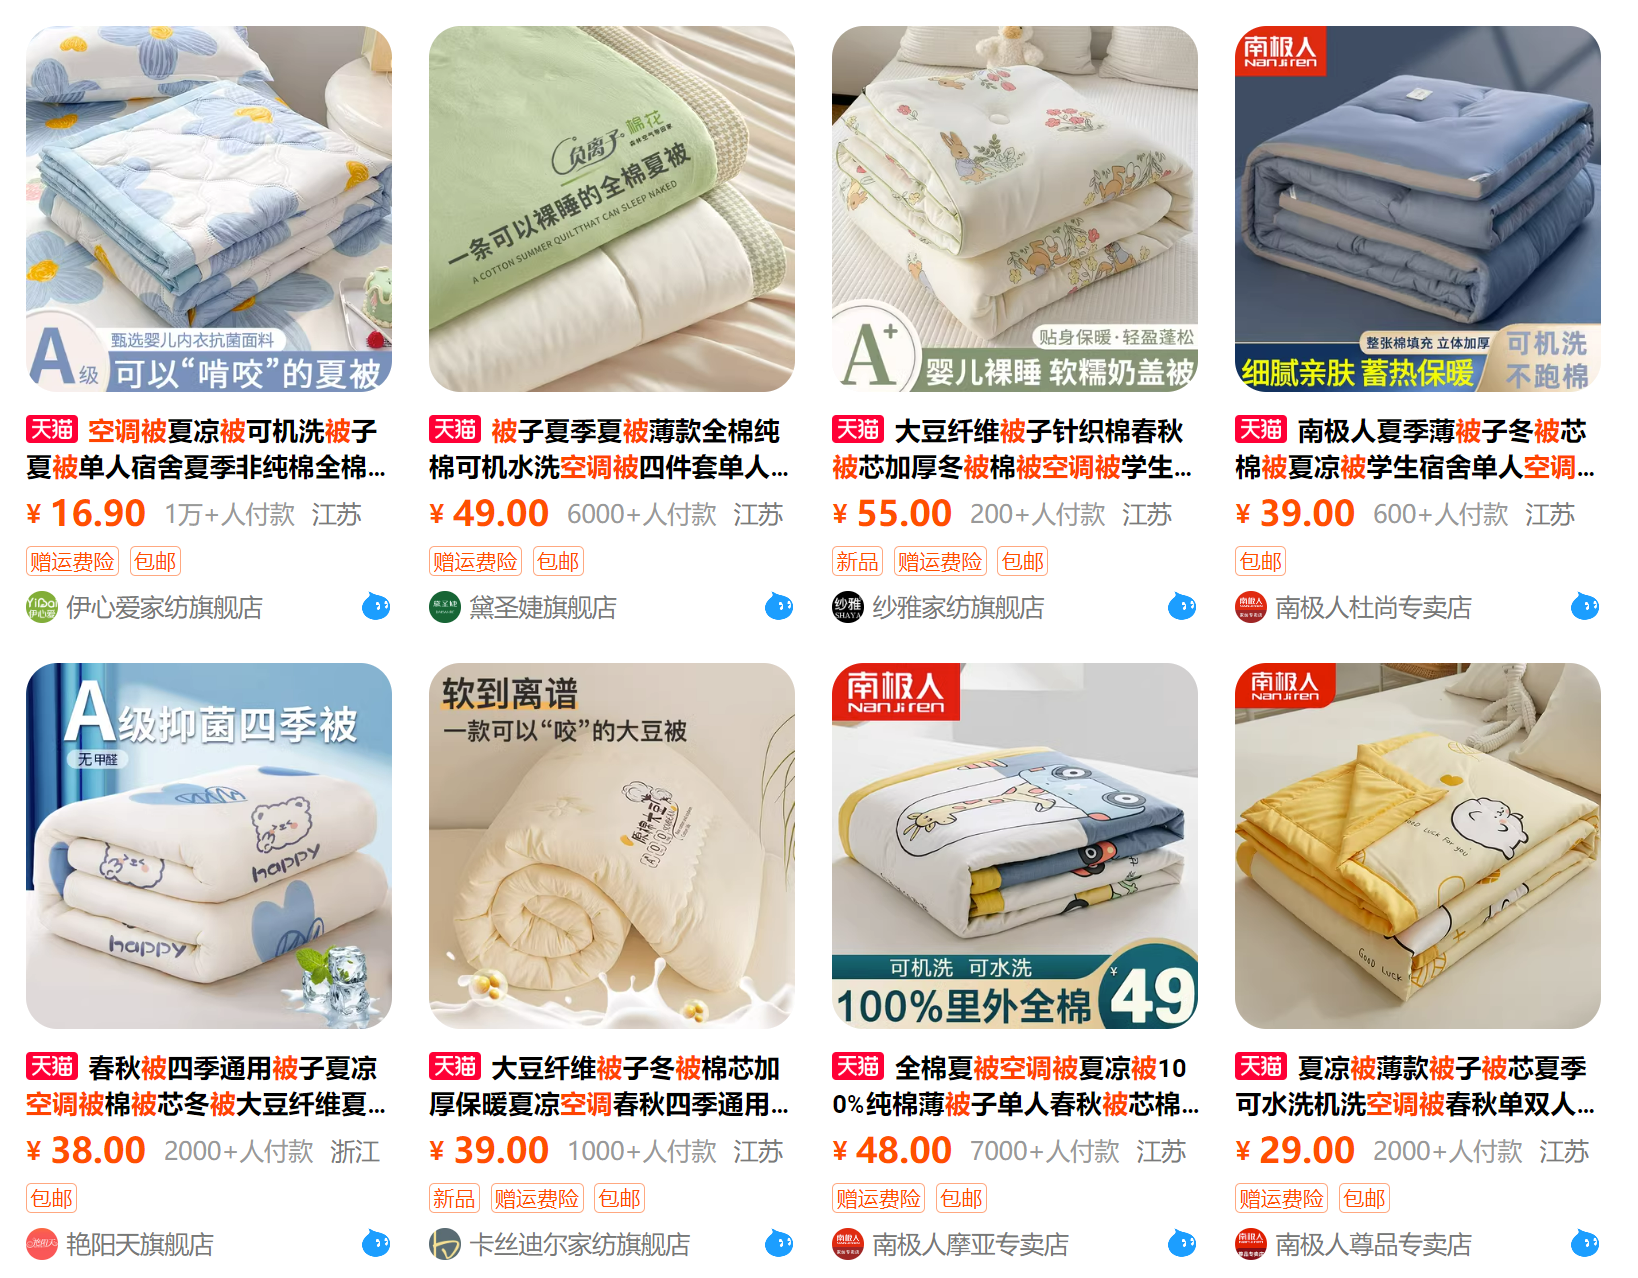 A级
甄选婴儿内衣抗菌面料
可以“啃咬”的夏被
天猫 空调被夏凉被可机洗被子
夏被单人宿舍夏季非纯棉全棉...
¥ 16.90 1万+人付款 江苏
赠运费险 包邮
伊心爱家纺旗舰店
负离子 棉花
一条可以裸睡的全棉夏被
A COTTON SUMMER QUILTTHAT CAN SLEEP NAKED
天猫 被子夏季夏被薄款全棉纯
棉可机水洗空调被四件套单人...
¥ 49.00 6000+人付款 江苏
赠运费险 包邮
黛圣婕旗舰店
A+
贴身保暖·轻盈蓬松
婴儿裸睡 软糯奶盖被
天猫 大豆纤维被子针织棉春秋
被芯加厚冬被棉被空调被学生...
¥ 55.00 200+人付款 江苏
新品 赠运费险 包邮
纱雅家纺旗舰店
南极人
NanJiren
整张棉填充 立体加厚
细腻亲肤 蓄热保暖
可机洗
不跑棉
天猫 南极人夏季薄被子冬被芯
棉被夏凉被学生宿舍单人空调...
¥ 39.00 600+人付款 江苏
包邮
南极人杜尚专卖店
A级抑菌四季被
无甲醛
happy
happy
天猫 春秋被四季通用被子夏凉
空调被棉被芯冬被大豆纤维夏...
¥ 38.00 2000+人付款 浙江
包邮
艳阳天旗舰店
软到离谱
一款可以“咬”的大豆被
天猫 大豆纤维被子冬被棉芯加
厚保暖夏凉空调春秋四季通用...
¥ 39.00 1000+人付款 江苏
新品 赠运费险 包邮
卡丝迪尔家纺旗舰店
南极人
NanJiren
可机洗 可水洗
100%里外全棉
¥49
天猫 全棉夏被空调被夏凉被10
0%纯棉薄被子单人春秋被芯棉...
¥ 48.00 7000+人付款 江苏
赠运费险 包邮
南极人摩亚专卖店
南极人
NanJiren
GOOD LUCK For you
Good Luck
天猫 夏凉被薄款被子被芯夏季
可水洗机洗空调被春秋单双人...
¥ 29.00 2000+人付款 江苏
赠运费险 包邮
南极人尊品专卖店